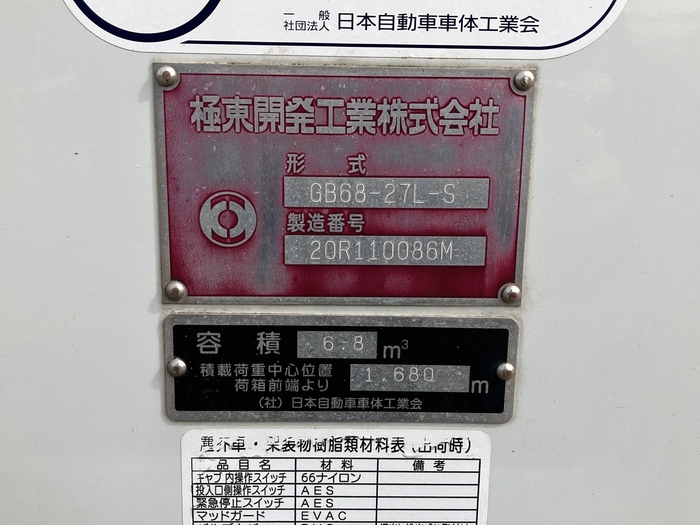 一般
社団法人 日本自動車車体工業会
極東開発工業株式会社
形 式
GB68-27L-S
製造番号
20R110086M
容 積 6.8 m³
積載荷重中心位置
荷箱前端より 1.680 m
(社)日本自動車車体工業会
塵芥車・架装物樹脂類材料表(出荷時)
品目名 材料 備考
キャブ内操作スイッチ 66ナイロン
投入口側操作スイッチ AES
緊急停止スイッチ AES
マッドガード EVAC